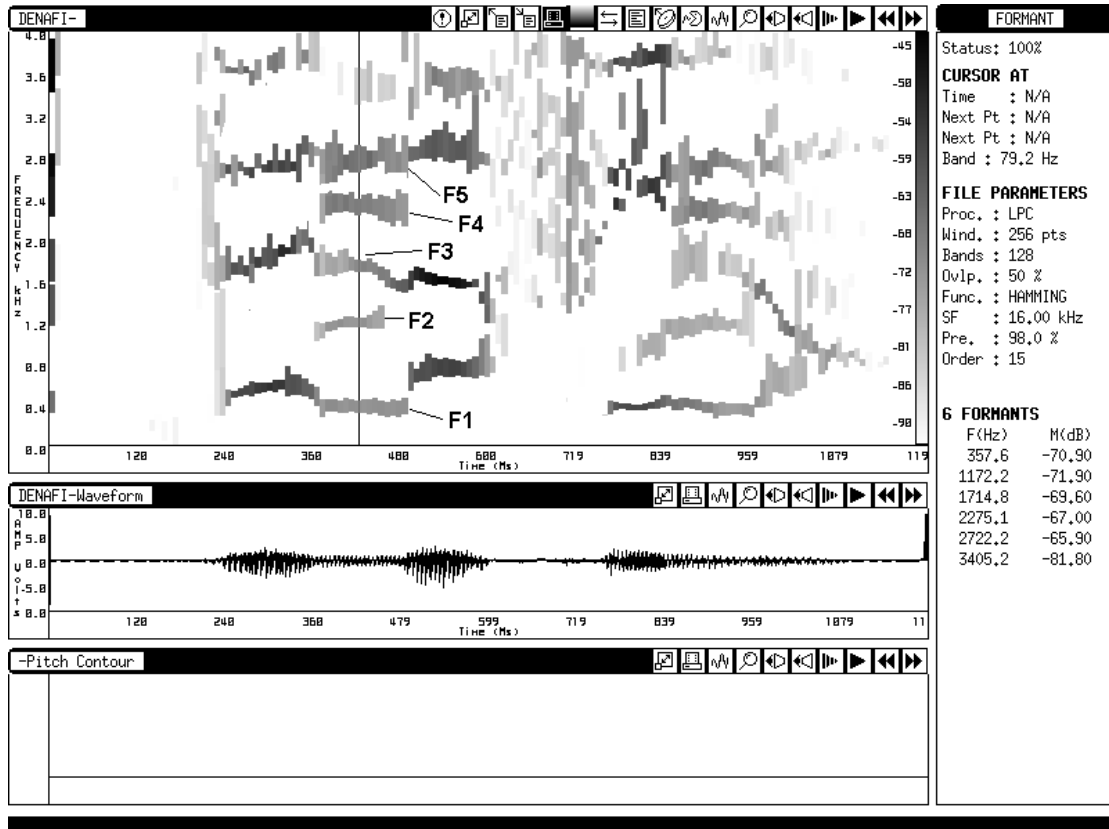 DENAFI-
4.0
3.6
3.2
2.8
2.4
2.0
1.6
1.2
0.8
0.4
0.0
FREQUENCY kHz
120 240 360 480 600 719 839 959 1079 119
Time (Ms)
-45
-50
-54
-59
-63
-68
-72
-77
-81
-86
-90
F5
F4
F3
F2
F1
DENAFI-Waveform
10.0
5.0
0.0
-5.0
0.0
AMP Volts
120 240 360 479 599 719 839 959 1079 11
Time (Ms)
-Pitch Contour
FORMANT
Status: 100%
CURSOR AT
Time : N/A
Next Pt : N/A
Next Pt : N/A
Band : 79.2 Hz
FILE PARAMETERS
Proc. : LPC
Wind. : 256 pts
Bands : 128
Ovlp. : 50 %
Func. : HAMMING
SF : 16.00 kHz
Pre. : 98.0 %
Order : 15
6 FORMANTS
F(Hz) M(dB)
357.6 -70.90
1172.2 -71.90
1714.8 -69.60
2275.1 -67.00
2722.2 -65.90
3405.2 -81.80